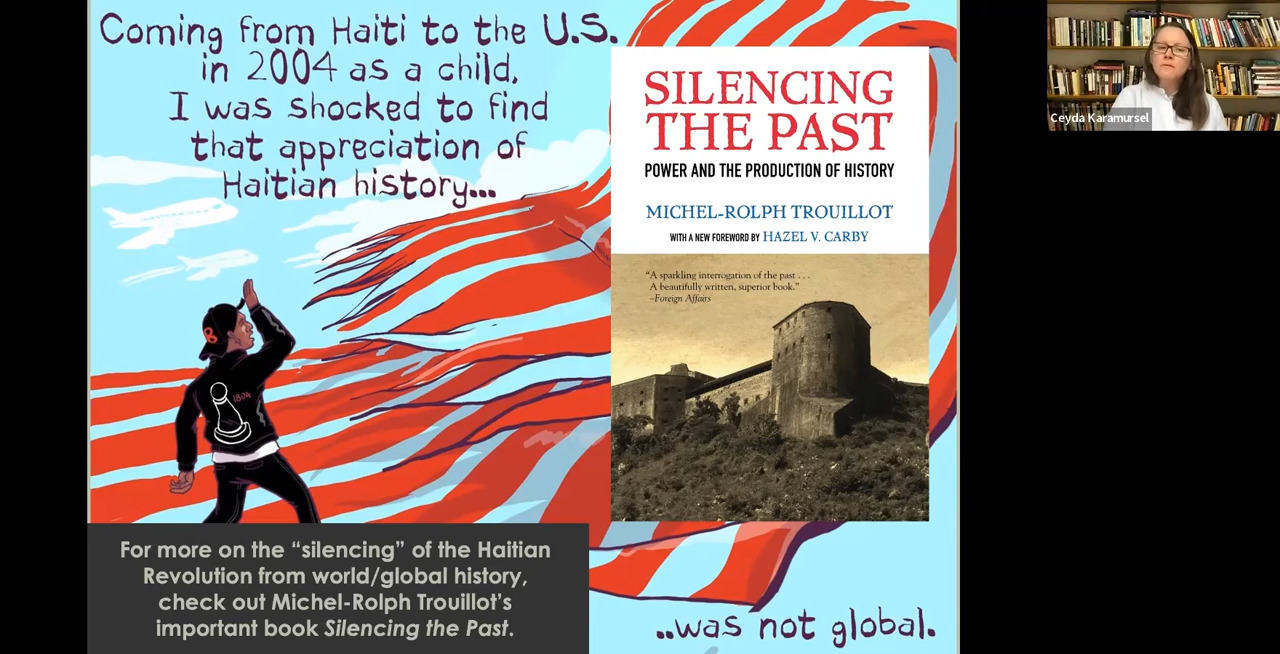 Coming from Haiti to the U.S.
in 2004 as a child,
I was shocked to find
that appreciation of
Haitian history...
SILENCING
THE PAST
POWER AND THE PRODUCTION OF HISTORY
MICHEL-ROLPH TROUILLOT
WITH A NEW FOREWORD BY HAZEL V. CARBY
“A sparkling interrogation of the past . . .
A beautifully written, superior book.”
–Foreign Affairs
1804
For more on the “silencing” of the Haitian
Revolution from world/global history,
check out Michel-Rolph Trouillot’s
important book Silencing the Past.
..was not global.
Ceyda Karamursel